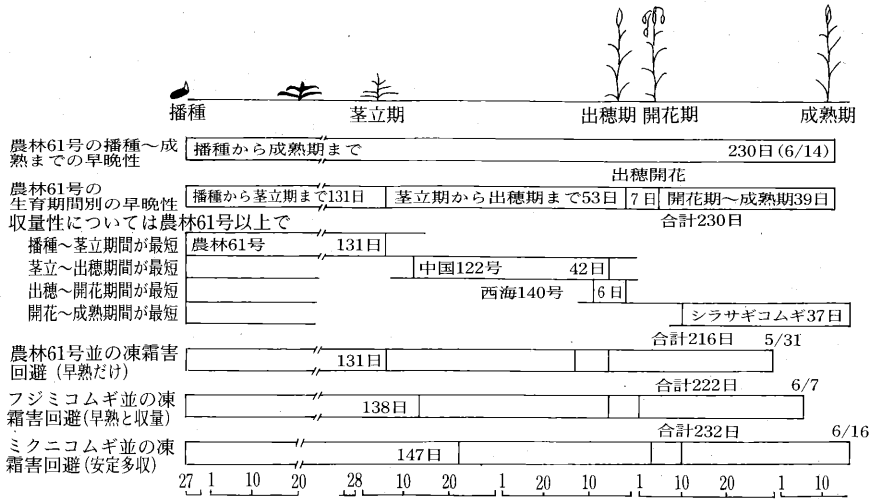 播種 茎立期 出穂期 開花期 成熟期
農林61号の播種～成
熟までの早晩性
播種から成熟期まで 230日(6/14)
出穂開花
農林61号の
生育期間別の早晩性
播種から茎立期まで131日 茎立期から出穂期まで53日 7日 開花期～成熟期39日
合計230日
収量性については農林61号以上で
播種～茎立期間が最短 農林61号 131日
茎立～出穂期間が最短 中国122号 42日
出穂～開花期間が最短 西海140号 6日
開花～成熟期間が最短 シラサギコムギ37日
合計216日 5/31
農林61号並の凍霜害
回避(早熟だけ)
131日
合計222日 6/7
フジミコムギ並の凍
霜害回避(早熟と収量)
138日
合計232日 6/16
ミクニコムギ並の凍
霜害回避(安定多収)
147日
27 1 10 20 28 10 20 1 10 20 1 10 20 1 10